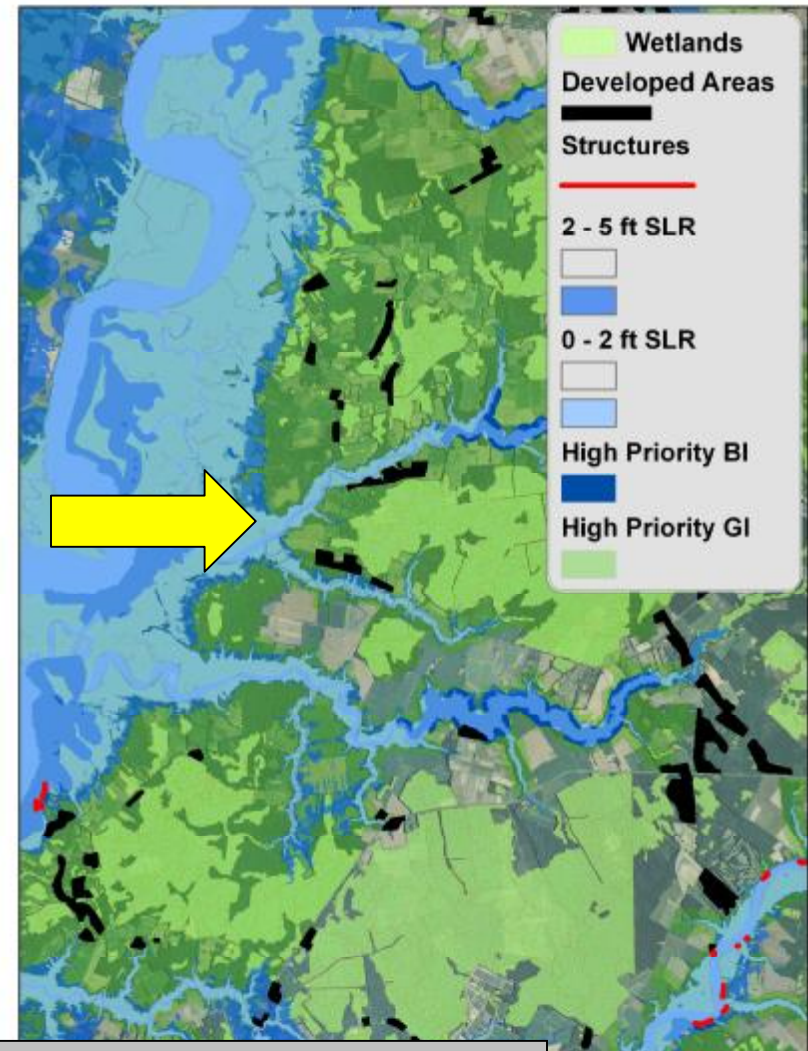 Wetlands
Developed Areas
Structures
2 - 5 ft SLR
0 - 2 ft SLR
High Priority BI
High Priority GI